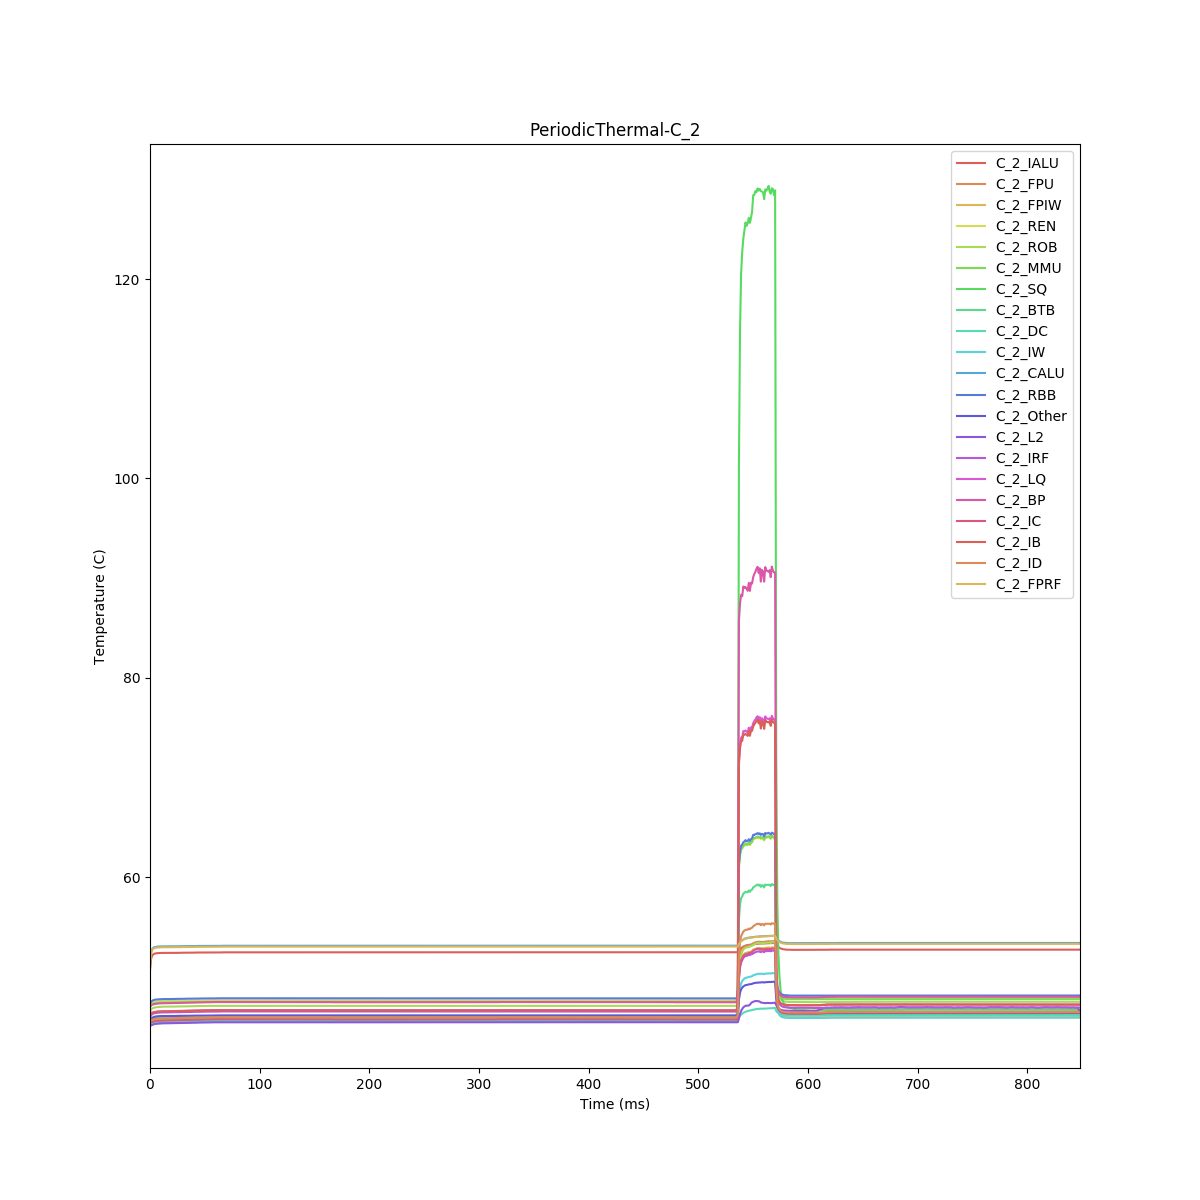 PeriodicThermal-C_2
C_2_IALU
C_2_FPU
C_2_FPIW
C_2_REN
C_2_ROB
C_2_MMU
C_2_SQ
C_2_BTB
C_2_DC
C_2_IW
C_2_CALU
C_2_RBB
C_2_Other
C_2_L2
C_2_IRF
C_2_LQ
C_2_BP
C_2_IC
C_2_IB
C_2_ID
C_2_FPRF
120
100
80
60
Temperature (C)
0 100 200 300 400 500 600 700 800
Time (ms)